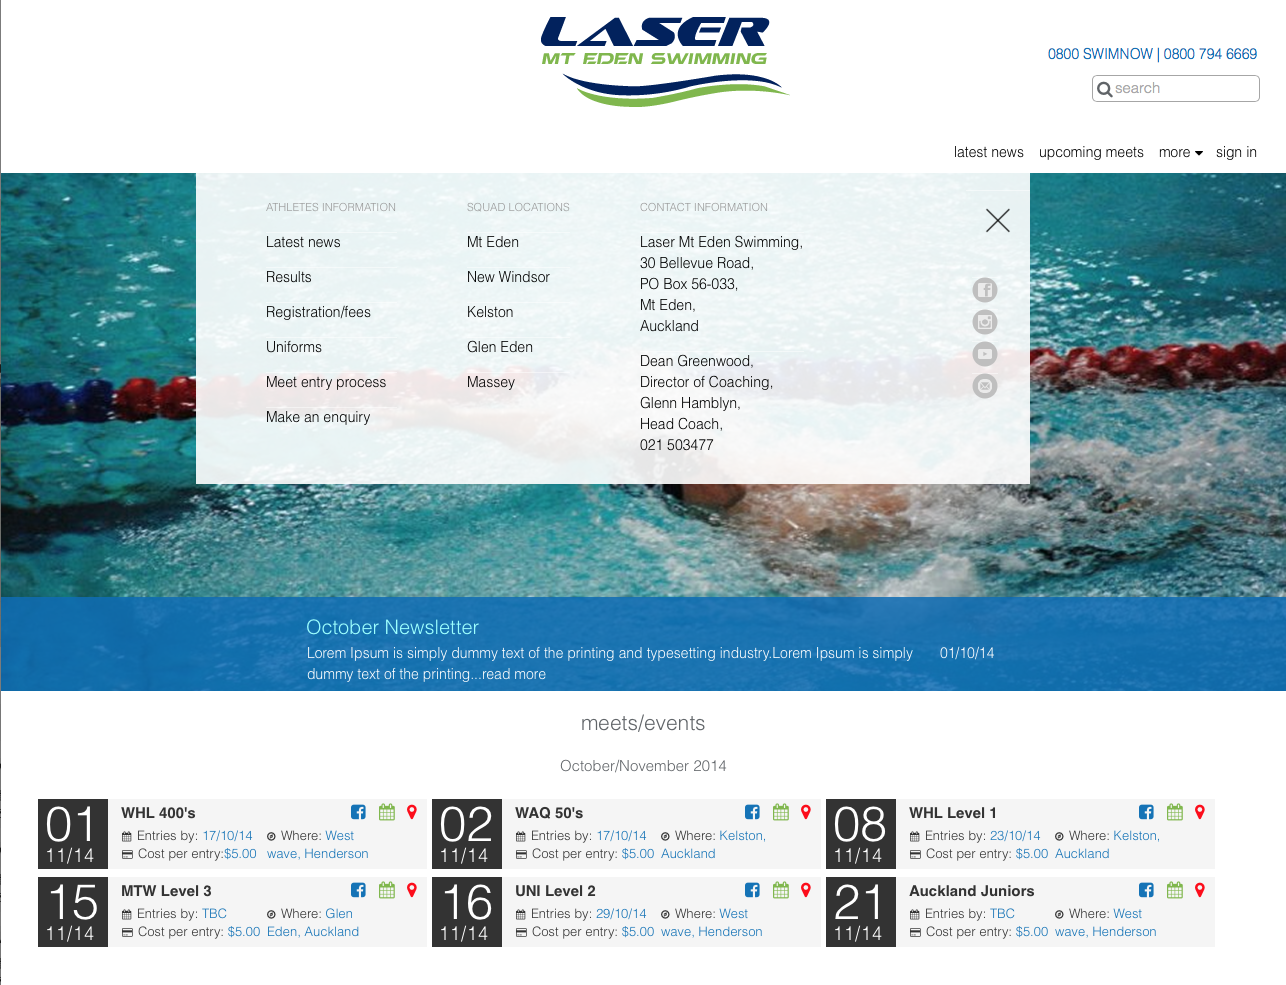 LASER
MT EDEN SWIMMING
0800 SWIMNOW | 0800 794 6669
search
latest news upcoming meets more sign in
ATHLETES INFORMATION
Latest news
Results
Registration/fees
Uniforms
Meet entry process
Make an enquiry
SQUAD LOCATIONS
Mt Eden
New Windsor
Kelston
Glen Eden
Massey
CONTACT INFORMATION
Laser Mt Eden Swimming,
30 Bellevue Road,
PO Box 56-033,
Mt Eden,
Auckland
Dean Greenwood,
Director of Coaching,
Glenn Hamblyn,
Head Coach,
021 503477
October Newsletter
Lorem Ipsum is simply dummy text of the printing and typesetting industry.Lorem Ipsum is simply 01/10/14
dummy text of the printing...read more
meets/events
October/November 2014
01
11/14
WHL 400's
Entries by: 17/10/14 Where: West
Cost per entry:$5.00 wave, Henderson
02
11/14
WAQ 50's
Entries by: 17/10/14 Where: Kelston,
Cost per entry: $5.00 Auckland
08
11/14
WHL Level 1
Entries by: 23/10/14 Where: Kelston,
Cost per entry: $5.00 Auckland
15
11/14
MTW Level 3
Entries by: TBC Where: Glen
Cost per entry: $5.00 Eden, Auckland
16
11/14
UNI Level 2
Entries by: 29/10/14 Where: West
Cost per entry: $5.00 wave, Henderson
21
11/14
Auckland Juniors
Entries by: TBC Where: West
Cost per entry: $5.00 wave, Henderson